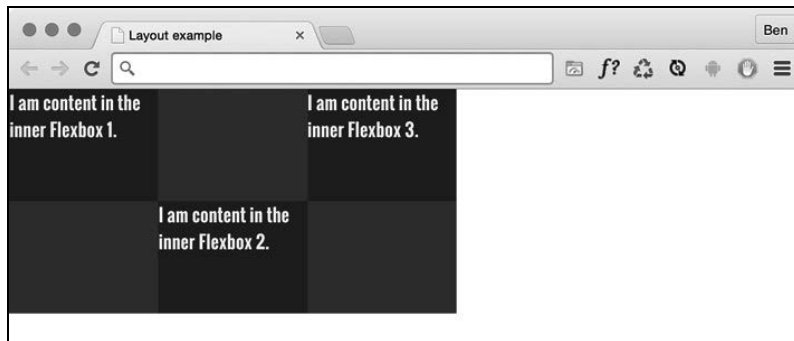 Layout example
Ben
f?
I am content in the
inner Flexbox 1.
I am content in the
inner Flexbox 3.
I am content in the
inner Flexbox 2.